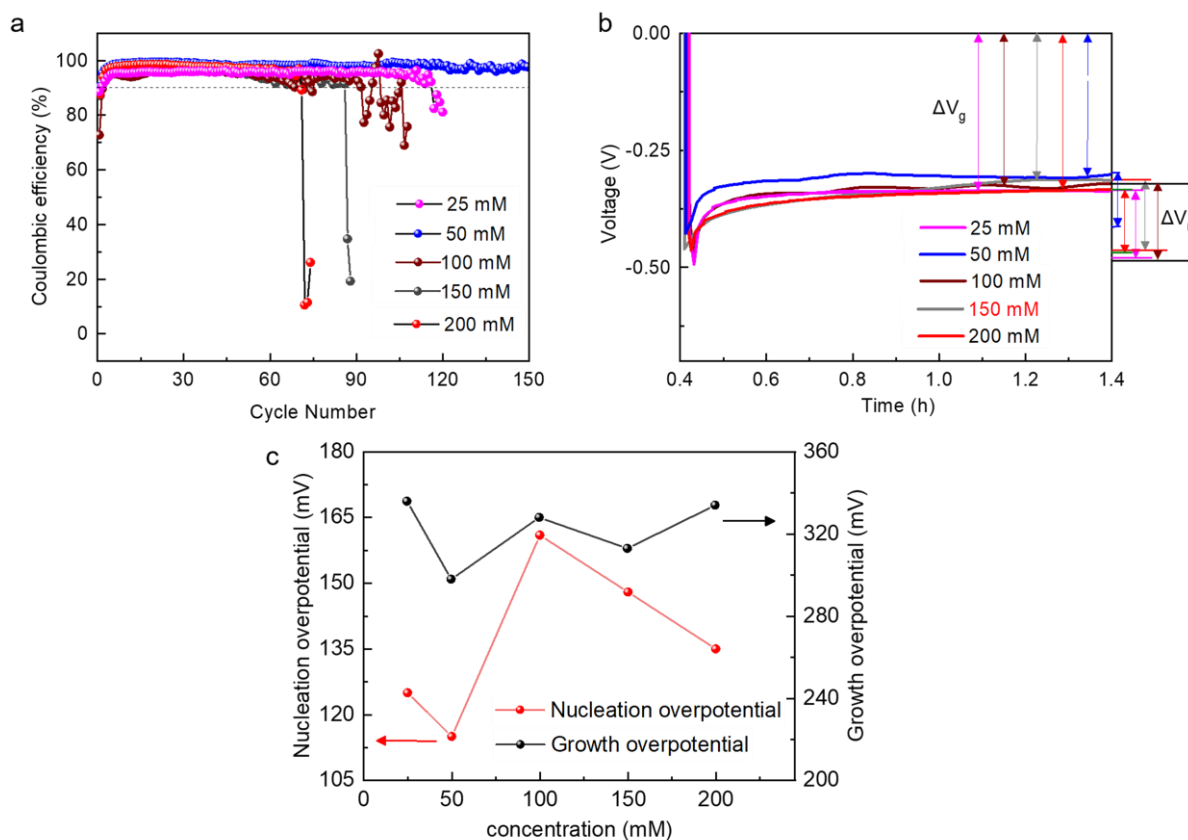 a
Coulombic efficiency (%)
100
80
60
40
20
0
25 mM
50 mM
100 mM
150 mM
200 mM
0 30 60 90 120 150
Cycle Number
b
Voltage (V)
0.00
-0.25
-0.50
ΔVg
ΔV
25 mM
50 mM
100 mM
150 mM
200 mM
0.4 0.6 0.8 1.0 1.2 1.4
Time (h)
c
Nucleation overpotential (mV)
180
165
150
135
120
105
Nucleation overpotential
Growth overpotential
360
320
280
240
200
Growth overpotential (mV)
0 50 100 150 200
concentration (mM)